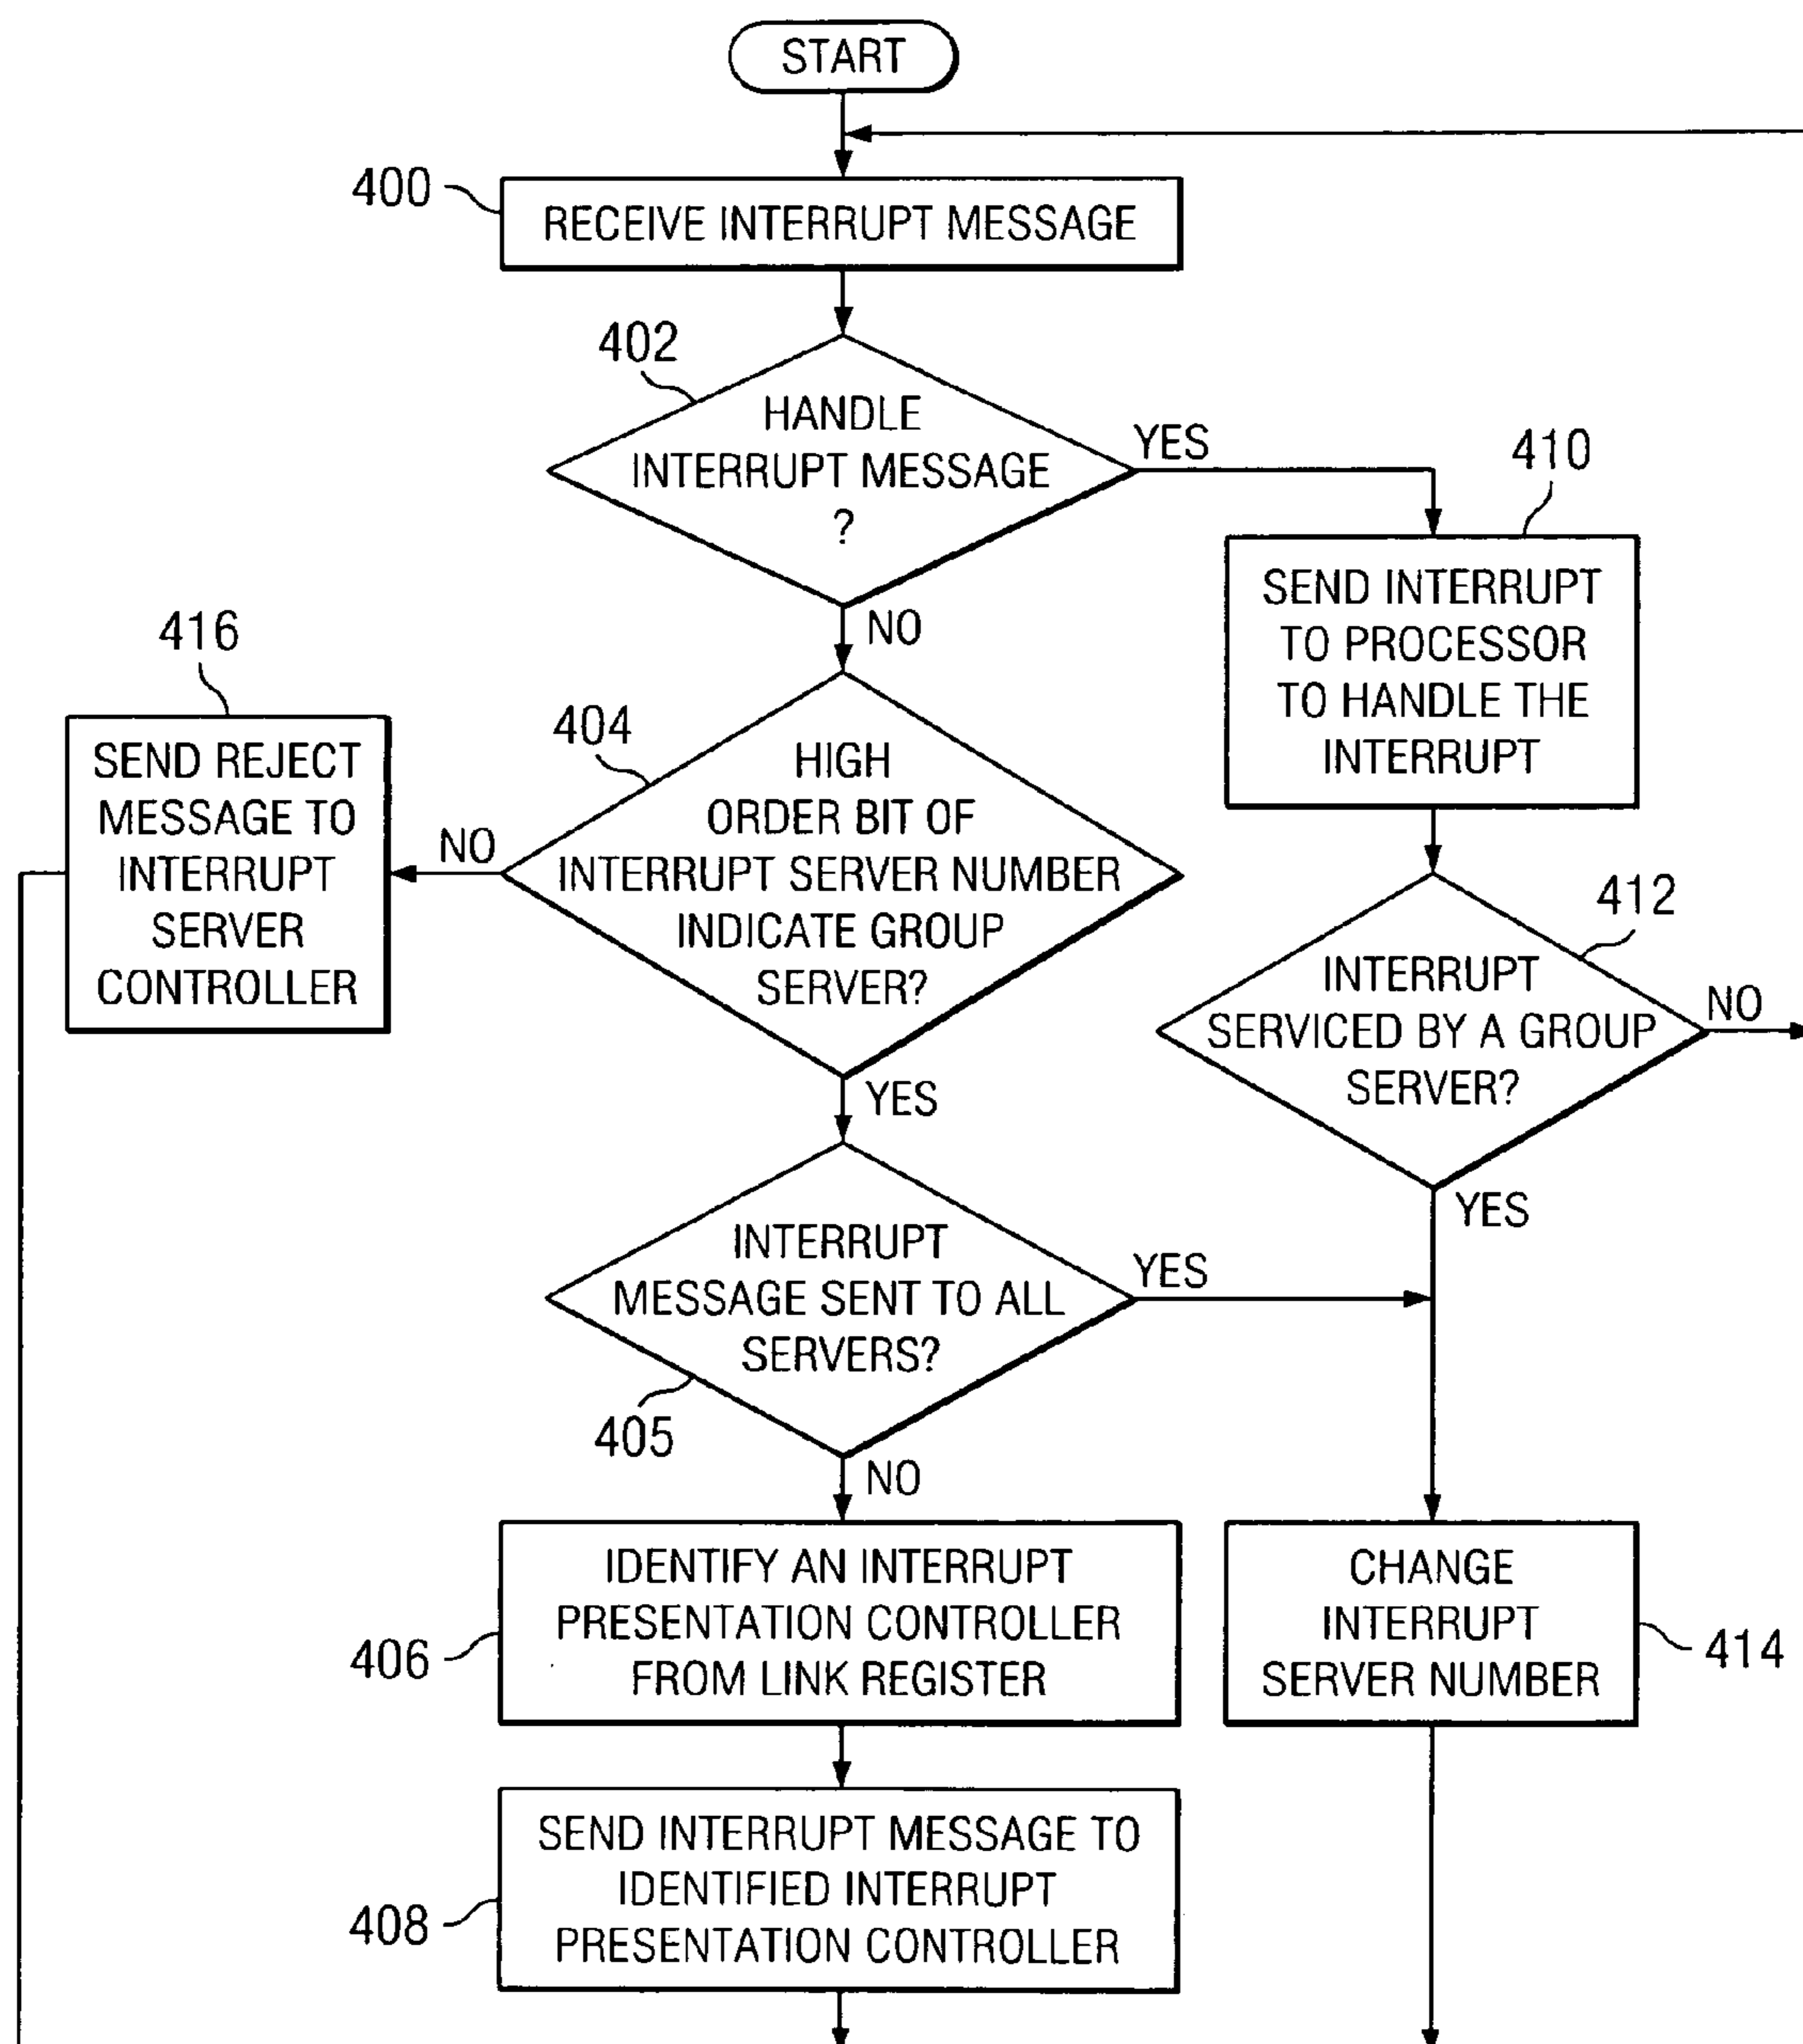 START
400
RECEIVE INTERRUPT MESSAGE
402
HANDLE
INTERRUPT MESSAGE
?
YES
NO
410
SEND INTERRUPT
TO PROCESSOR
TO HANDLE THE
INTERRUPT
416
SEND REJECT
MESSAGE TO
INTERRUPT
SERVER
CONTROLLER
NO
404
HIGH
ORDER BIT OF
INTERRUPT SERVER NUMBER
INDICATE GROUP
SERVER?
YES
412
INTERRUPT
SERVICED BY A GROUP
SERVER?
NO
YES
INTERRUPT
MESSAGE SENT TO ALL
SERVERS?
YES
405
NO
406
IDENTIFY AN INTERRUPT
PRESENTATION CONTROLLER
FROM LINK REGISTER
CHANGE
INTERRUPT
SERVER NUMBER
414
408
SEND INTERRUPT MESSAGE TO
IDENTIFIED INTERRUPT
PRESENTATION CONTROLLER